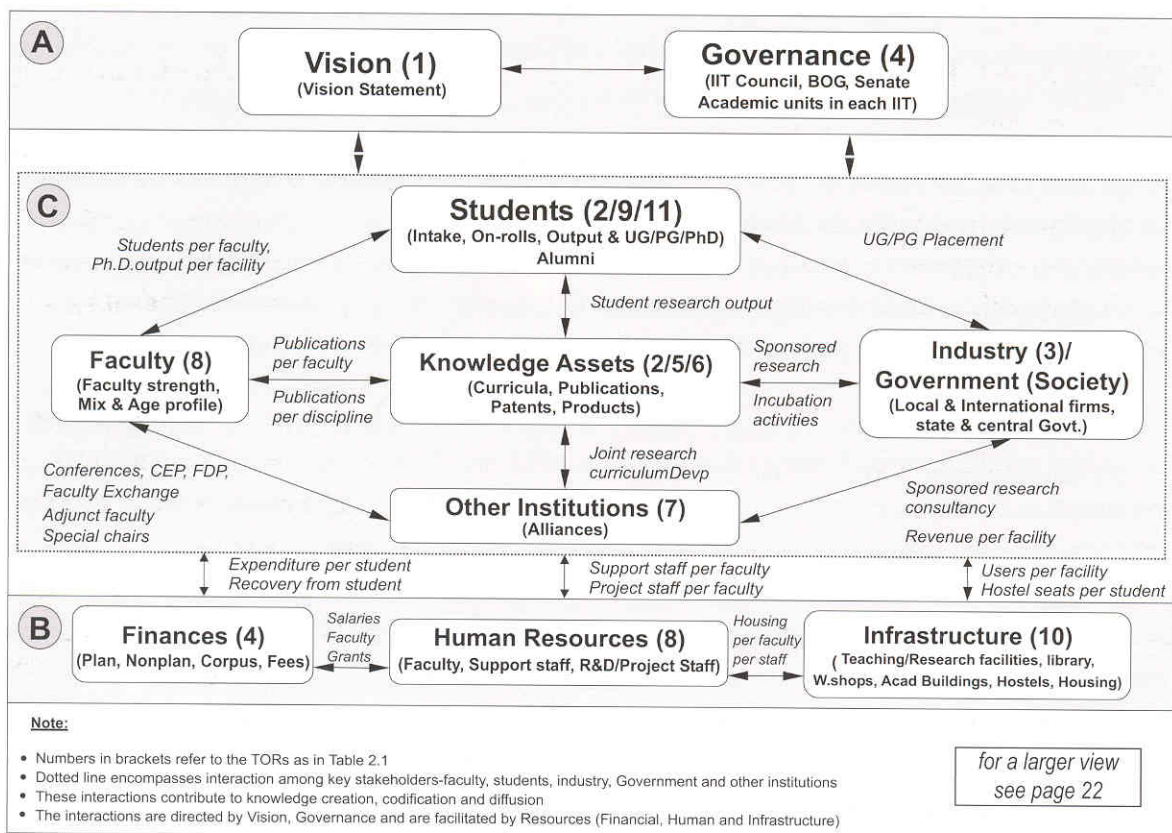 A
Vision (1)
(Vision Statement)
Governance (4)
(IIT Council, BOG, Senate
Academic units in each IIT)
C
Students (2/9/11)
(Intake, On-rolls, Output & UG/PG/PhD)
Alumni
Students per faculty,
Ph.D.output per facility
UG/PG Placement
Student research output
Faculty (8)
(Faculty strength,
Mix & Age profile)
Publications
per faculty
Publications
per discipline
Knowledge Assets (2/5/6)
(Curricula, Publications,
Patents, Products)
Sponsored
research
Incubation
activities
Industry (3)/
Government (Society)
(Local & International firms,
state & central Govt.)
Joint research
curriculumDevp
Conferences, CEP, FDP,
Faculty Exchange
Adjunct faculty
Special chairs
Other Institutions (7)
(Alliances)
Sponsored research
consultancy
Revenue per facility
Expenditure per student
Recovery from student
Support staff per faculty
Project staff per faculty
Users per facility
Hostel seats per student
B
Finances (4)
(Plan, Nonplan, Corpus, Fees)
Salaries
Faculty
Grants
Human Resources (8)
(Faculty, Support staff, R&D/Project Staff)
Housing
per faculty
per staff
Infrastructure (10)
( Teaching/Research facilities, library,
W.shops, Acad Buildings, Hostels, Housing)
Note:
• Numbers in brackets refer to the TORs as in Table 2.1
• Dotted line encompasses interaction among key stakeholders-faculty, students, industry, Government and other institutions
• These interactions contribute to knowledge creation, codification and diffusion
• The interactions are directed by Vision, Governance and are facilitated by Resources (Financial, Human and Infrastructure)
for a larger view
see page 22